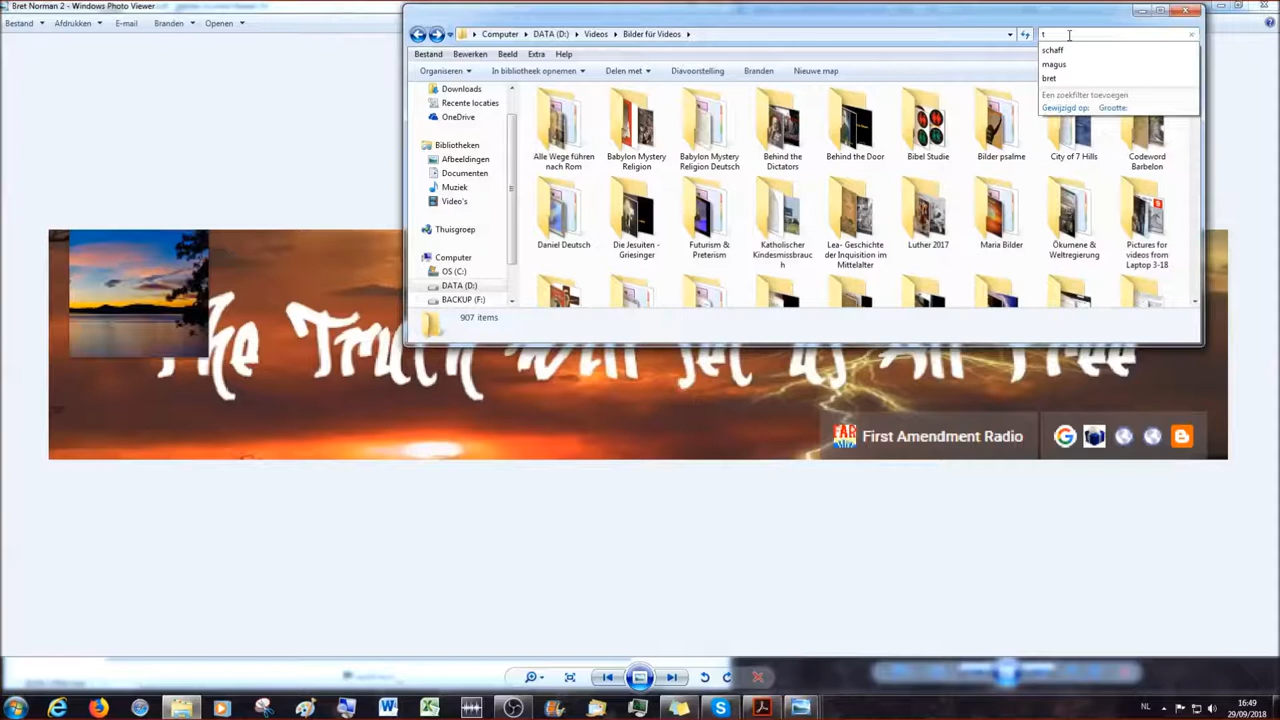 Bret Norman 2 - Windows Photo Viewer
Bestand Afdrukken E-mail Branden Openen
Computer DATA (D:) Videos Bilder für Videos
t
schaff
magus
bret
Een zoekfilter toevoegen
Gewijzigd op: Grootte:
Bestand Bewerken Beeld Extra Help
Organiseren In bibliotheek opnemen Delen met Diavoorstelling Branden Nieuwe map
Downloads
Recente locaties
OneDrive
Bibliotheken
Afbeeldingen
Documenten
Muziek
Video's
Thuisgroep
Computer
OS (C:)
DATA (D:)
BACKUP (F:)
Alle Wege führen nach Rom
Babylon Mystery Religion
Babylon Mystery Religion Deutsch
Behind the Dictators
Behind the Door
Bibel Studie
Bilder psalme
City of 7 Hills
Codeword Barbelon
Daniel Deutsch
Die Jesuiten - Griesinger
Futurism & Preterism
Katholischer Kindesmissbrauch
Lea- Geschichte der Inquisition im Mittelalter
Luther 2017
Maria Bilder
Ökumene & Weltregierung
Pictures for videos from Laptop 3-18
907 items
The Truth Will Set us All Free
First Amendment Radio
NL 16:49
29/09/2018